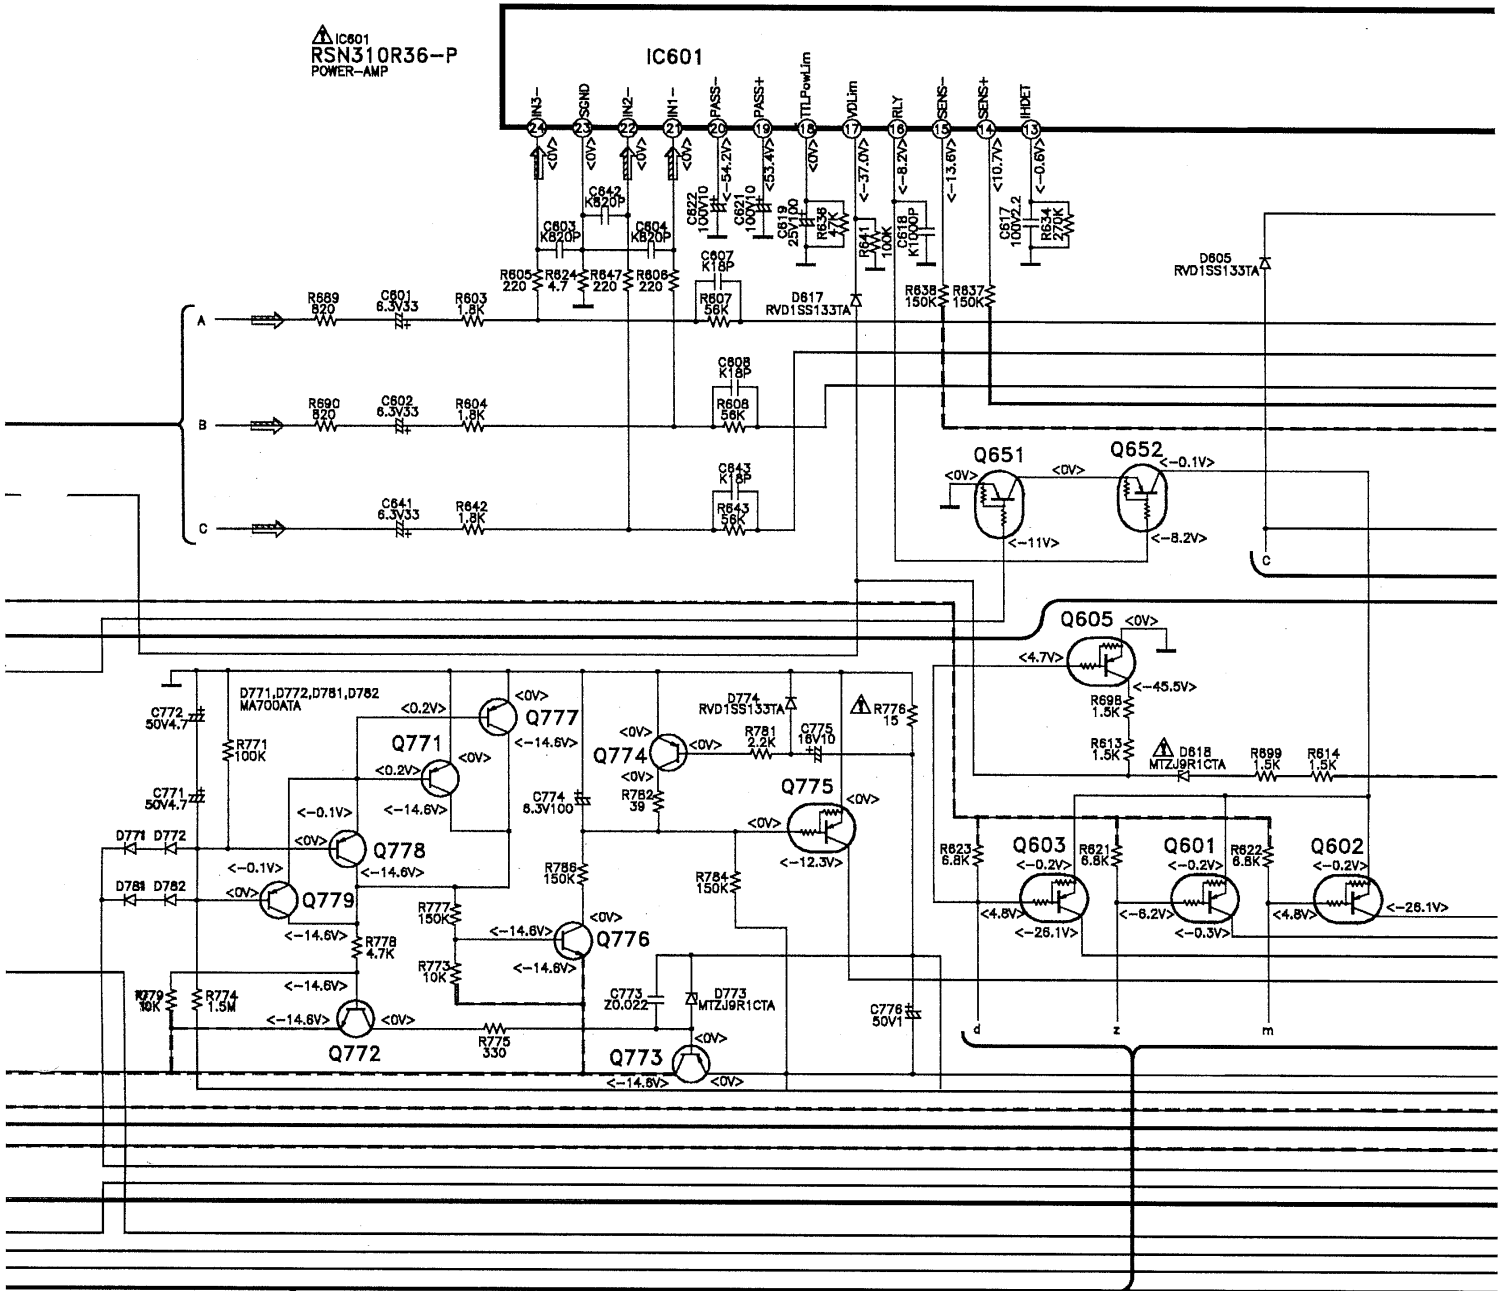 IC601
RSN310R36-P
POWER-AMP
IC601
IN3- SGND IN2- IN1- PASS- PASS+ TTLPowLim VDLim RLY SENS- SENS+ IHDET
24 23 22 21 20 19 18 17 16 15 14 13
<0V> <0V> <0V> <0V> <-54.2V> <53.4V> <0V> <-37.0V> <-8.2V> <-13.6V> <10.7V> <-0.6V>
C642
K820P
C603
K820P
C604
K820P
C622
100V10
C621
100V10
C619
25V100
R636
47K
R641
100K
C618
K1000P
C617
100V2.2
R634
270K
D605
RVD1SS133TA
R605
220
R624
4.7
R647
220
R606
220
C607
K18P
R607
56K
D617
RVD1SS133TA
R638
150K
R637
150K
A
R689
820
C601
6.3V33
R603
1.8K
B
R690
820
C602
6.3V33
R604
1.8K
C608
K18P
R608
56K
C
C641
6.3V33
R642
1.8K
C643
K18P
R643
56K
Q651
<0V>
<0V>
<-11V>
Q652
<-0.1V>
<-8.2V>
C
Q605
<0V>
<4.7V>
<-45.5V>
R698
1.5K
R613
1.5K
D618
MTZJ9R1CTA
R699
1.5K
R614
1.5K
D771,D772,D781,D782
MA700ATA
C772
50V4.7
R771
100K
C771
50V4.7
<0.2V>
<0V>
Q777
<-14.6V>
Q771
<0V>
<0.2V>
<-14.6V>
<-0.1V>
D771 D772
<0V>
Q778
<-14.6V>
<-0.1V>
D781 D782
<0V>
Q779
<-14.6V>
R778
4.7K
R777
150K
R773
10K
C774
6.3V100
R786
150K
<0V>
<-14.6V>
Q776
<-14.6V>
Q774
<0V>
<0V>
R782
39
D774
RVD1SS133TA
R781
2.2K
C775
16V10
R776
15
Q775
<0V>
<0V>
<-12.3V>
R784
150K
R779
10K
R774
1.5M
<-14.6V>
<-14.6V>
<0V>
Q772
R775
330
C773
Z0.022
D773
MTZJ9R1CTA
Q773
<0V>
<-14.6V>
<0V>
C776
50V1
R623
6.8K
Q603
<-0.2V>
<4.8V>
<-26.1V>
R621
6.8K
Q601
<-0.2V>
<-6.2V>
<-0.3V>
R622
6.8K
Q602
<-0.2V>
<4.8V>
<-26.1V>
d
z
m